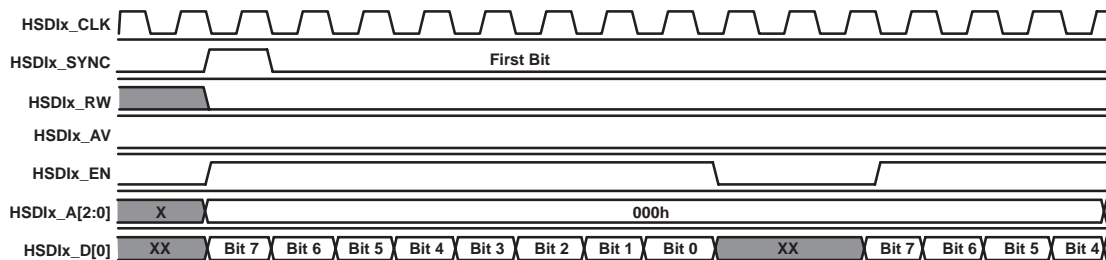 HSDIx_CLK
HSDIx_SYNC First Bit
HSDIx_RW
HSDIx_AV
HSDIx_EN
HSDIx_A[2:0] X 000h
HSDIx_D[0] XX Bit 7 Bit 6 Bit 5 Bit 4 Bit 3 Bit 2 Bit 1 Bit 0 XX Bit 7 Bit 6 Bit 5 Bit 4